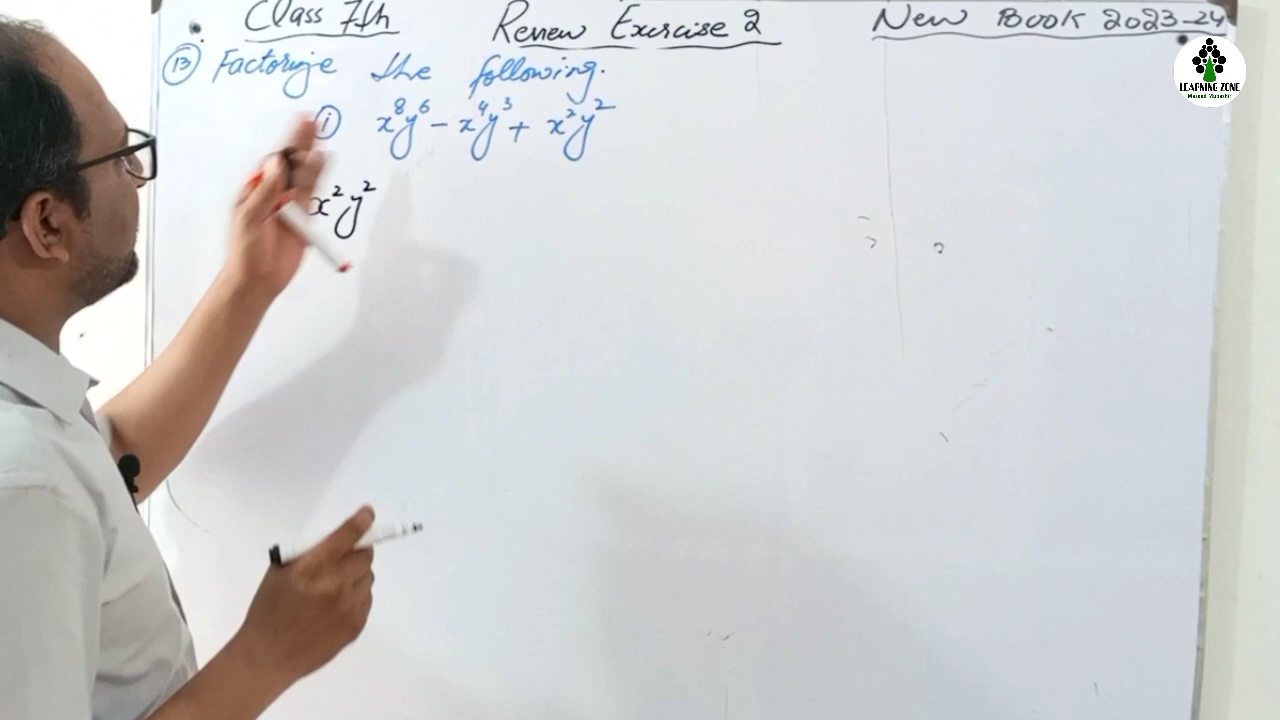 Class 7th Review Exercise 2 New Book 2023-24
13 Factorize the following.
i x⁸y⁶ - x⁴y³ + x²y²
x²y²
LEARNING ZONE